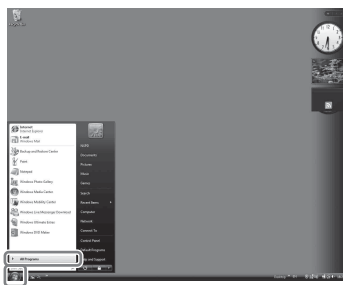 Internet
Internet Explorer
E-mail
Windows Mail
Backup and Restore Center
Paint
Notepad
Windows Photo Gallery
Windows Media Center
Windows Mobility Center
Windows Live Messenger Download
Windows Ultimate Extras
Windows DVD Maker
All Programs
Documents
Pictures
Music
Games
Search
Recent Items
Computer
Network
Connect To
Control Panel
Default Programs
Help and Support